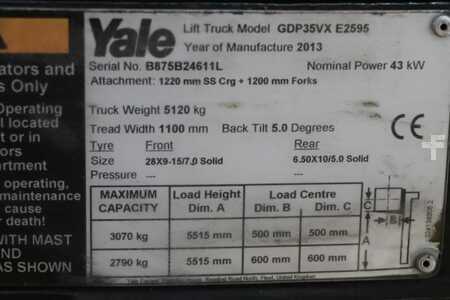 Yale
Lift Truck Model GDP35VX E2595
Year of Manufacture 2013
Serial No. B875B24611L Nominal Power 43 kW
Attachment: 1220 mm SS Crg + 1200 mm Forks
Truck Weight 5120 kg
Tread Width 1100 mm Back Tilt 5.0 Degrees
Tyre Front Rear
Size 28X9-15/7,0 Solid 6.50X10/5.0 Solid
Pressure --- ---
CE
MAXIMUM CAPACITY Load Height Dim. A Load Centre Dim. B Dim. C
3070 kg 5515 mm 500 mm 500 mm
2790 kg 5515 mm 600 mm 600 mm
C
B
A
ators and
s Only
Operating
l located
ct or in
ors
partment
operating,
maintenance
cause
r death!
WITH MAST
ND
AS SHOWN